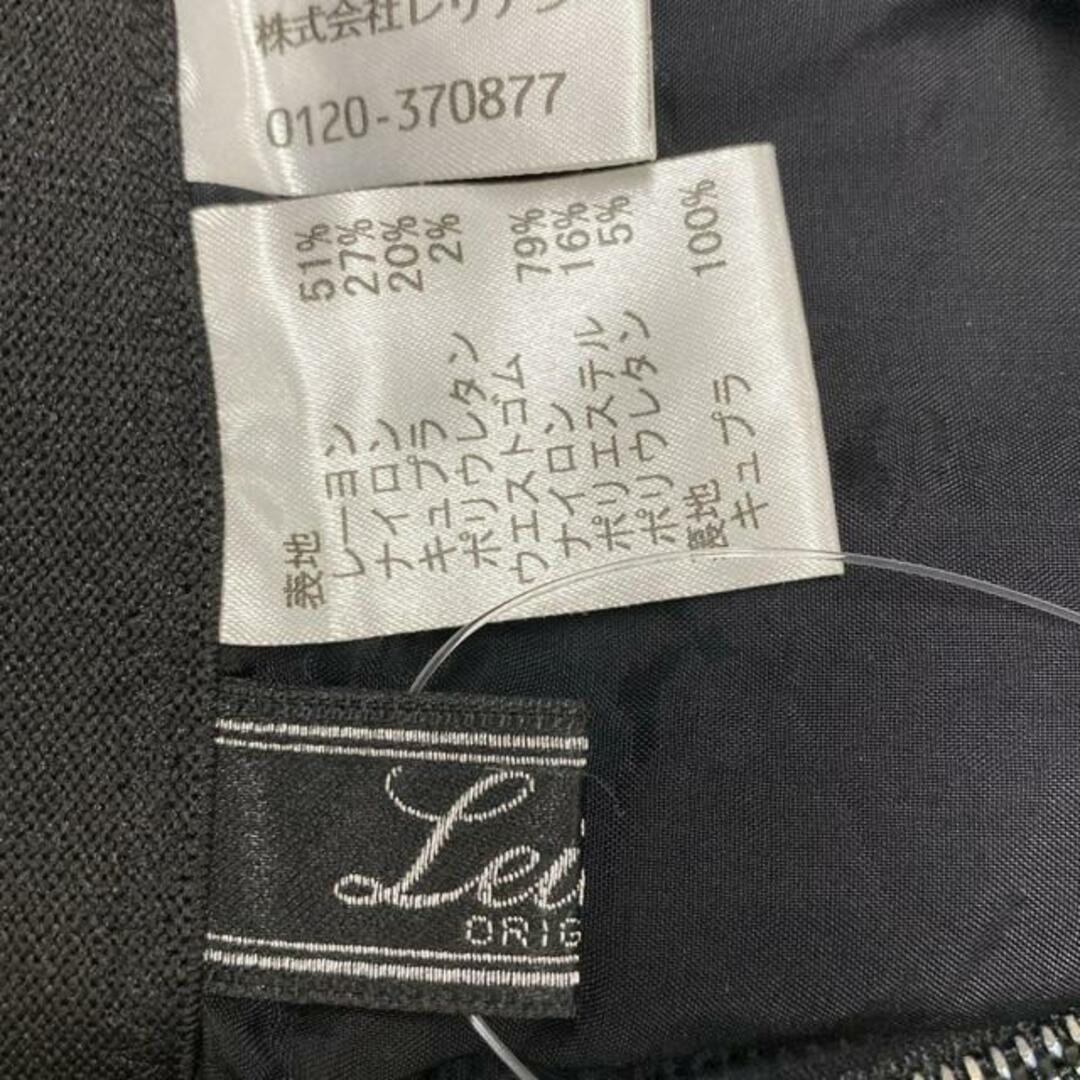 株式会社レリアン
0120-370877
表地
レーヨン 51%
ナイロン 27%
キュプラ 20%
ポリウレタン 2%
ウエストゴム
ナイロン 79%
ポリエステル 16%
ポリウレタン 5%
裏地
キュプラ 100%
Lei
ORIG